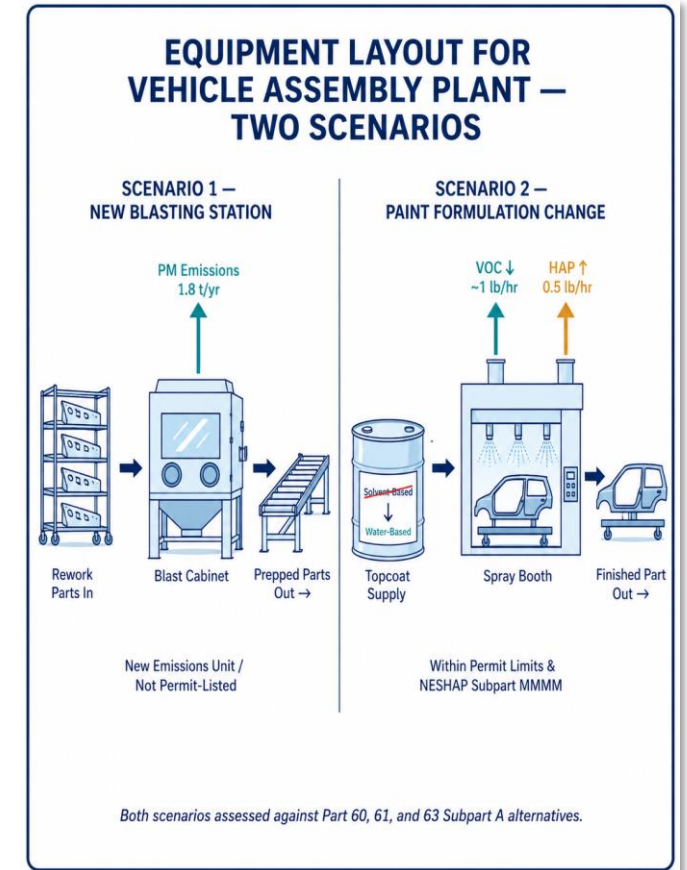 EQUIPMENT LAYOUT FOR
VEHICLE ASSEMBLY PLANT —
TWO SCENARIOS
SCENARIO 1 —
NEW BLASTING STATION
PM Emissions
1.8 t/yr
Rework
Parts In
Blast Cabinet
Prepped Parts
Out →
New Emissions Unit /
Not Permit-Listed
SCENARIO 2 —
PAINT FORMULATION CHANGE
VOC ↓
~1 lb/hr
HAP ↑
0.5 lb/hr
Solvent Based
↓
Water-Based
Topcoat
Supply
Spray Booth
Finished Part
Out →
Within Permit Limits &
NESHAP Subpart MMMM
Both scenarios assessed against Part 60, 61, and 63 Subpart A alternatives.